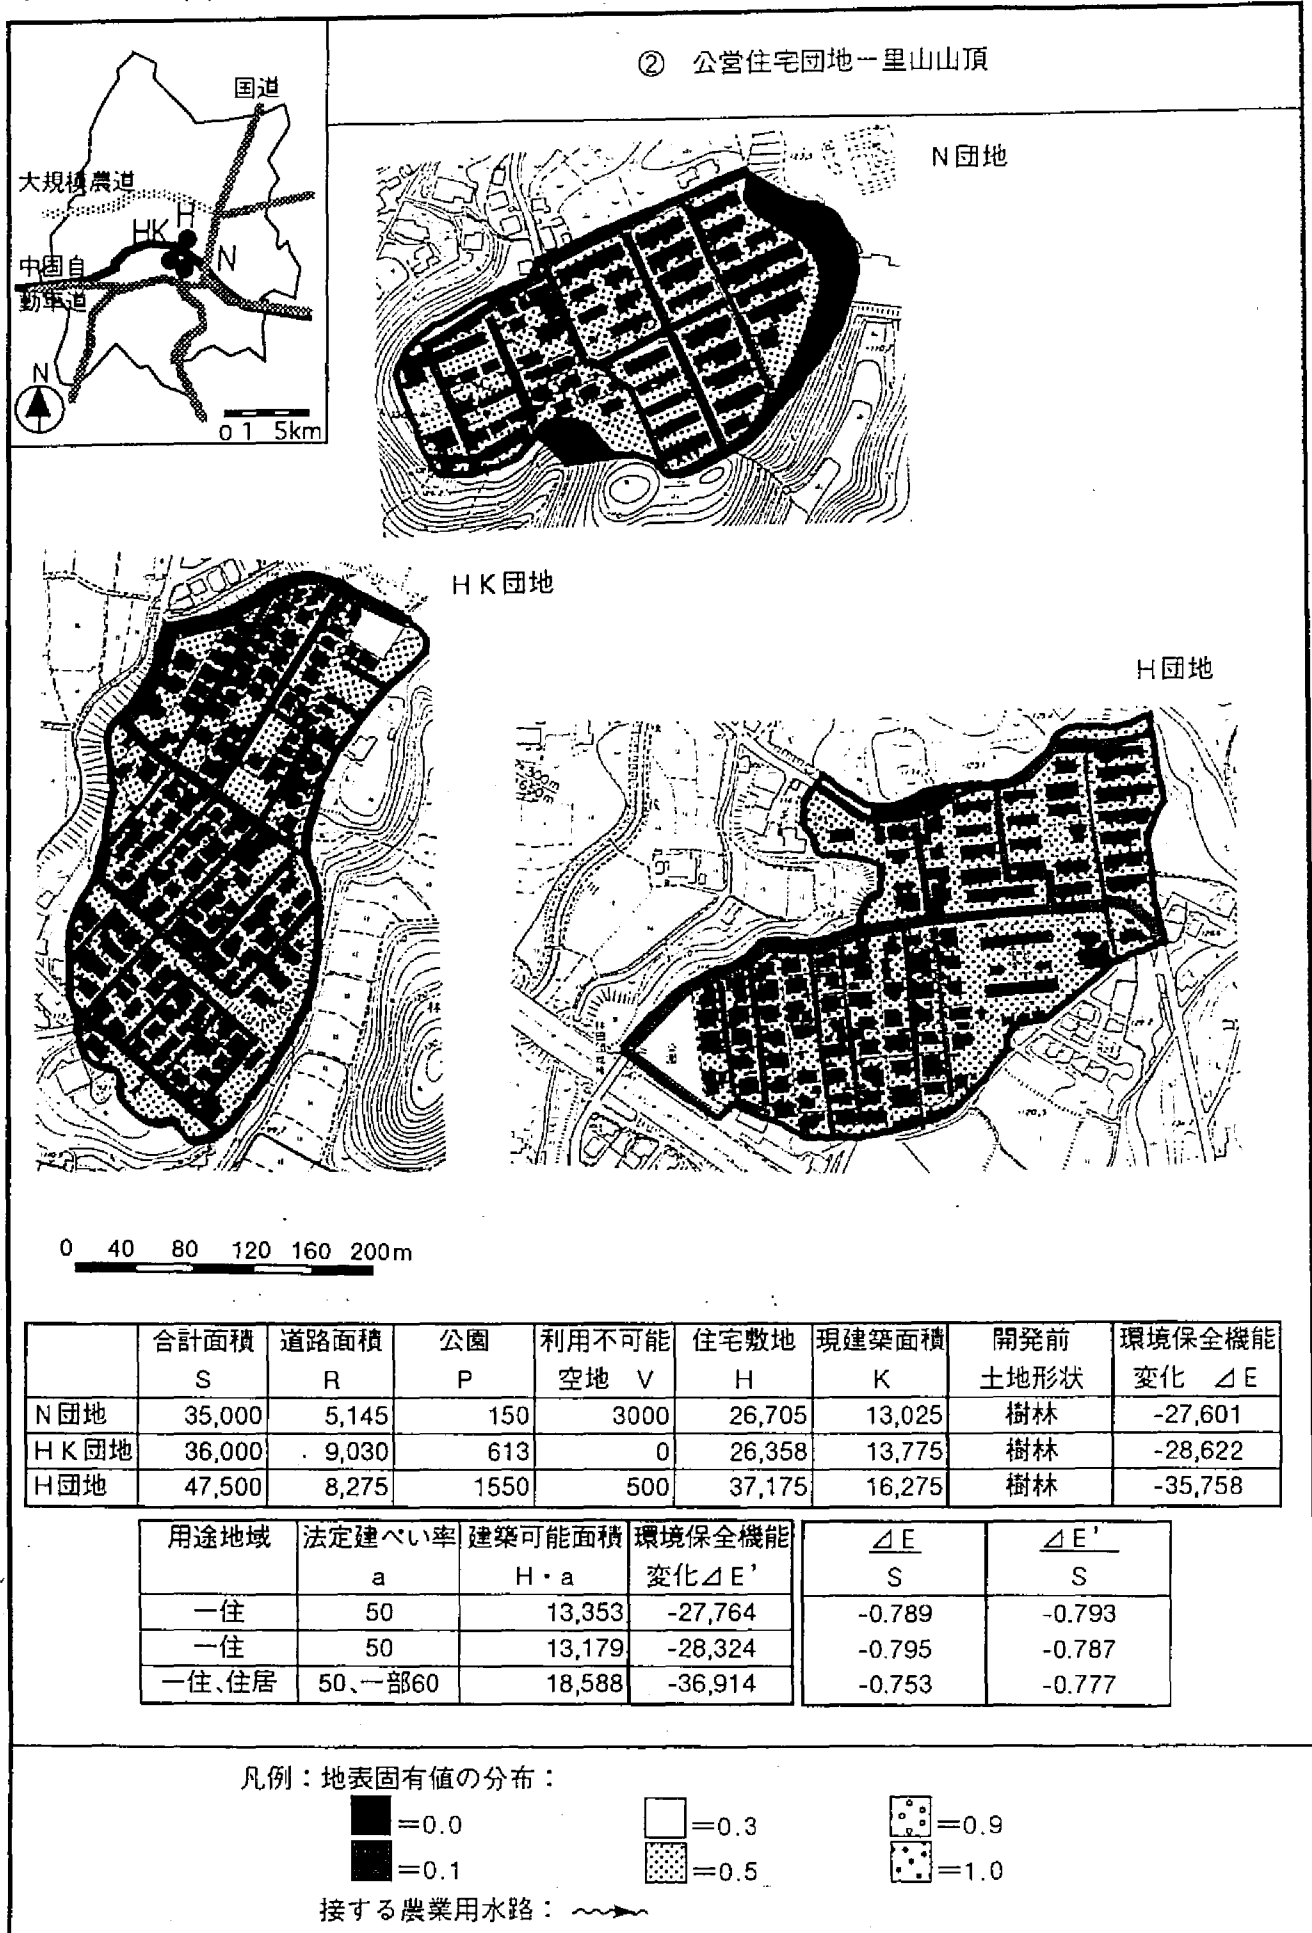 ② 公営住宅団地－里山山頂
国道
大規模農道
H
HK
N
中国自
動車道
N
0 1 5km
N団地
HK団地
H団地
0 40 80 120 160 200m
合計面積 道路面積 公園 利用不可能 住宅敷地 現建築面積 開発前 環境保全機能
S R P 空地 V H K 土地形状 変化 ⊿E
N団地 35,000 5,145 150 3000 26,705 13,025 樹林 -27,601
HK団地 36,000 9,030 613 0 26,358 13,775 樹林 -28,622
H団地 47,500 8,275 1550 500 37,175 16,275 樹林 -35,758
用途地域 法定建ぺい率 建築可能面積 環境保全機能 ⊿E ⊿E'
a H・a 変化⊿E' S S
一住 50 13,353 -27,764 -0.789 -0.793
一住 50 13,179 -28,324 -0.795 -0.787
一住、住居 50、一部60 18,588 -36,914 -0.753 -0.777
凡例：地表固有値の分布：
=0.0 =0.3 =0.9
=0.1 =0.5 =1.0
接する農業用水路：